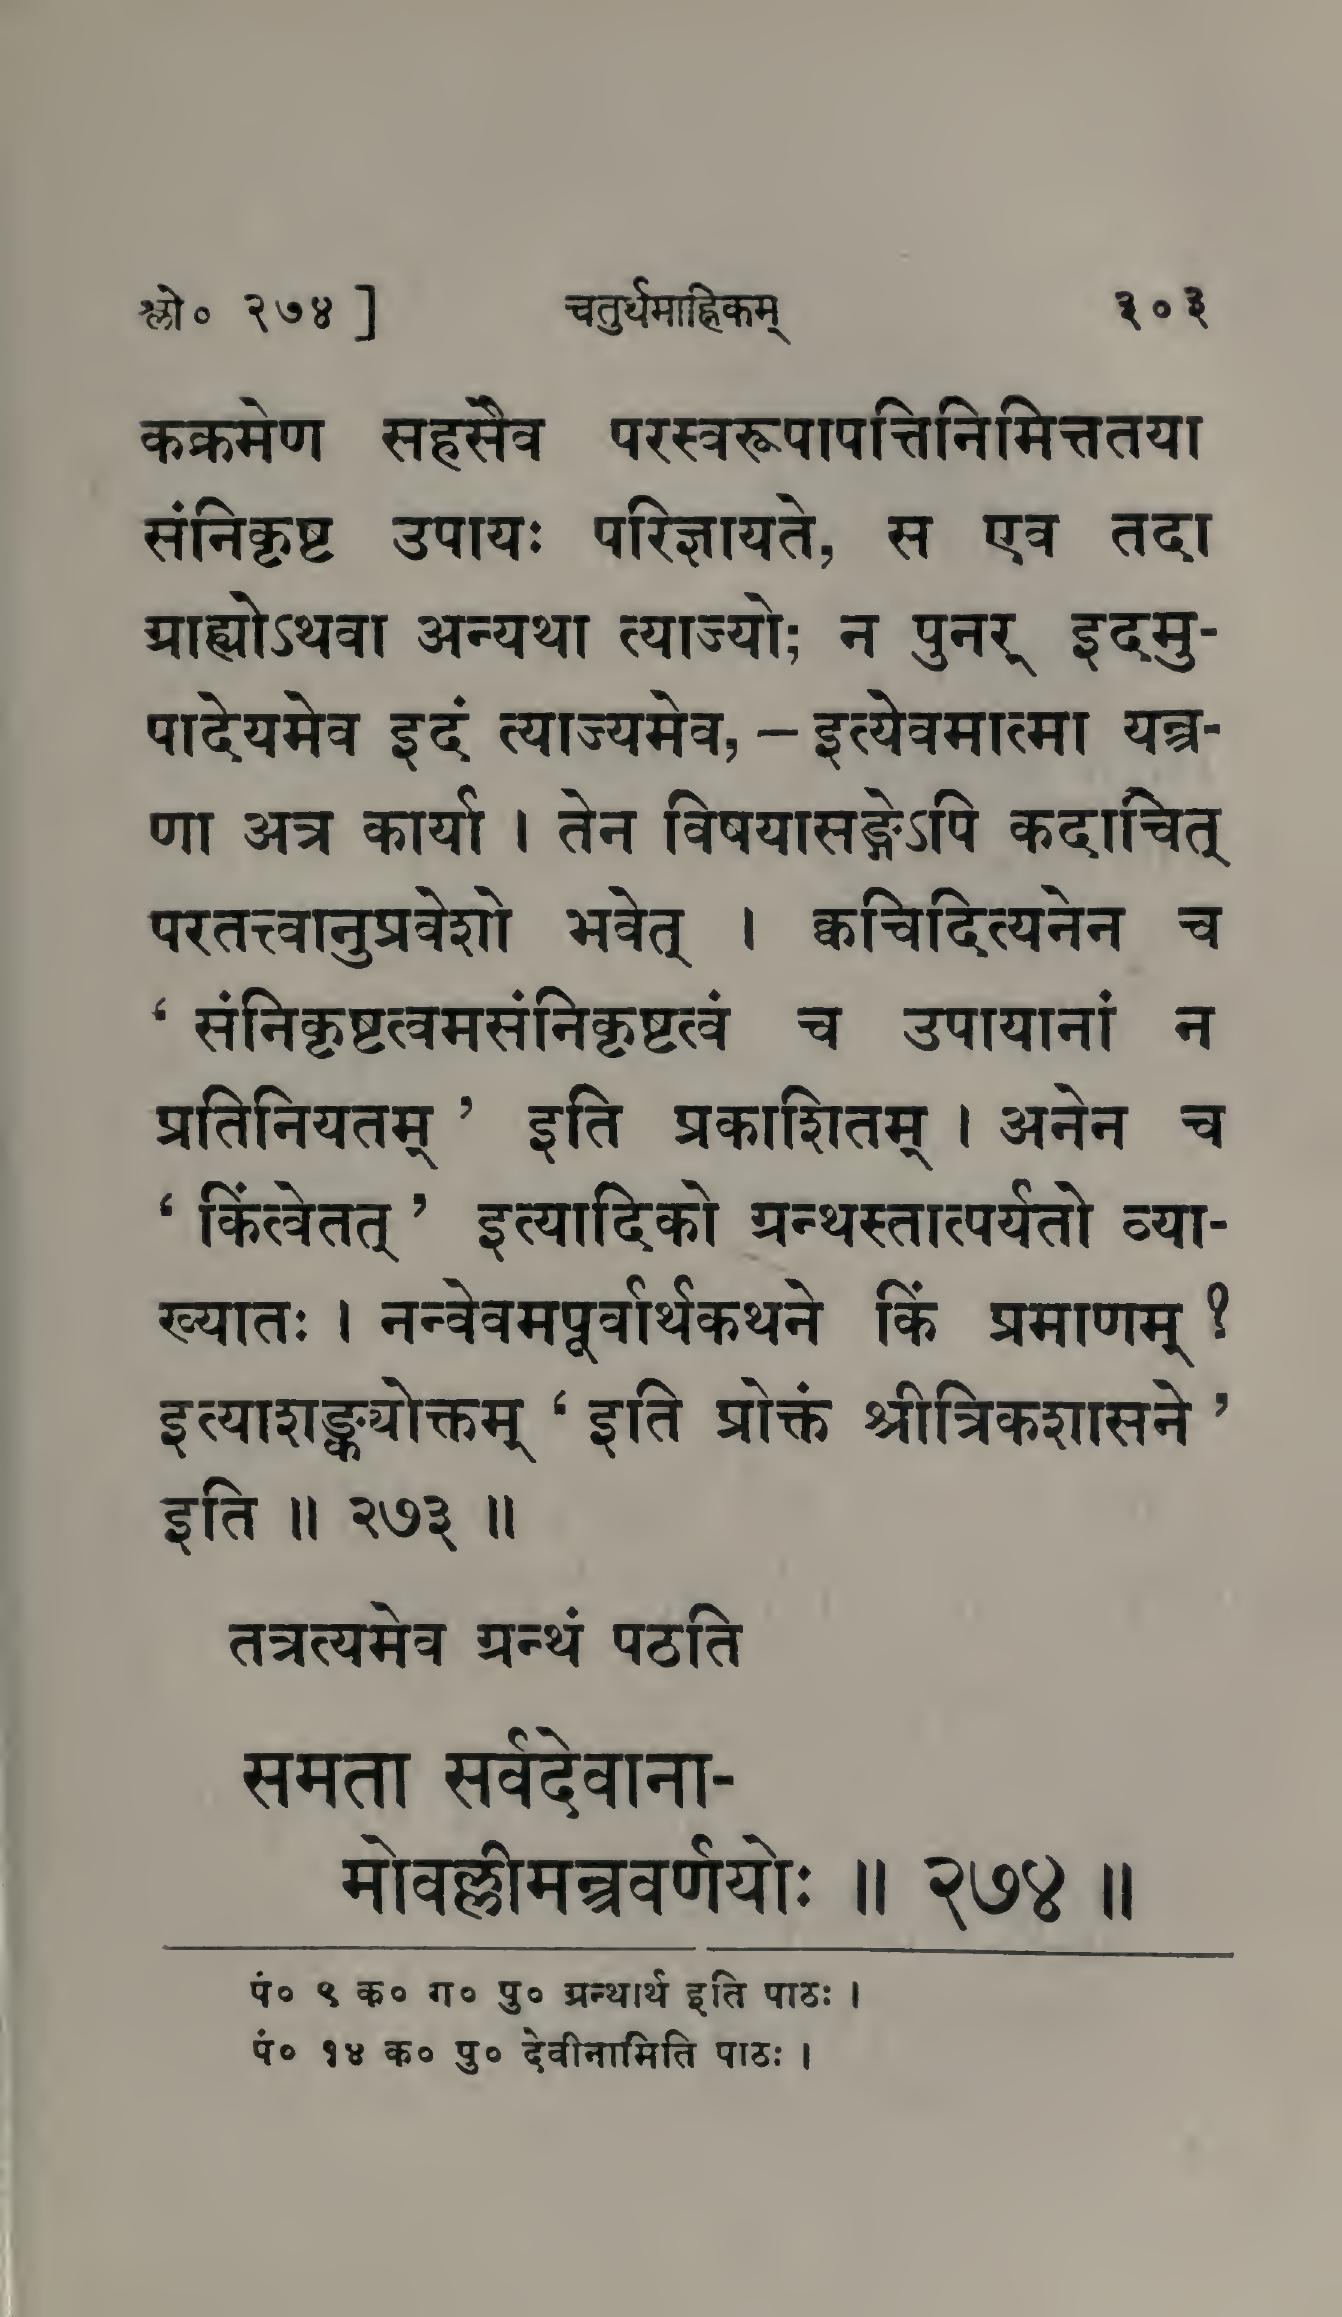 श्लो० २७४ ] चतुर्थमाह्निकम् ३०३
कक्रमेण सहसैव परस्वरूपापत्तिनिमित्ततया
संनिकृष्ट उपायः परिज्ञायते, स एव तदा
ग्राह्योऽथवा अन्यथा त्याज्यो; न पुनर् इदमु-
पादेयमेव इदं त्याज्यमेव, – इत्येवमात्मा यन्त्र-
णा अत्र कार्या । तेन विषयासङ्गेऽपि कदाचित्
परतत्त्वानुप्रवेशो भवेत् । क्वचिदित्यनेन च
‘ संनिकृष्टत्वमसंनिकृष्टत्वं च उपायानां न
प्रतिनियतम् ’ इति प्रकाशितम् । अनेन च
‘ किंत्वेतत् ’ इत्यादिको ग्रन्थस्तात्पर्यतो व्या-
ख्यातः । नन्वेवमपूर्वार्थकथने किं प्रमाणम् ?
इत्याशङ्क्योक्तम् ‘ इति प्रोक्तं श्रीत्रिकशासने ’
इति ॥ २७३ ॥
तत्रत्यमेव ग्रन्थं पठति
समता सर्वदेवाना-
मोवल्लीमन्त्रवर्णयोः ॥ २७४ ॥
पं० ९ क० ग० पु० ग्रन्थार्थ इति पाठः ।
पं० १४ क० पु० देवीनामिति पाठः ।